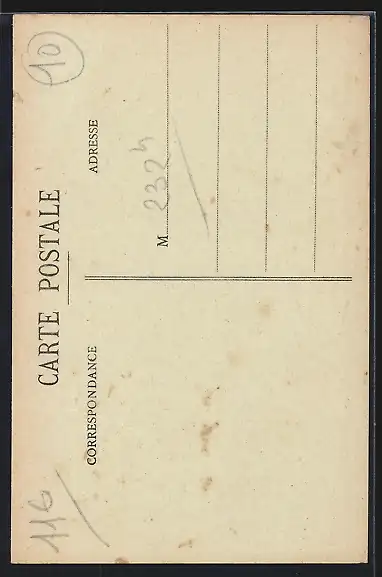 116
10
CARTE POSTALE
CORRESPONDANCE
ADRESSE
M
2324